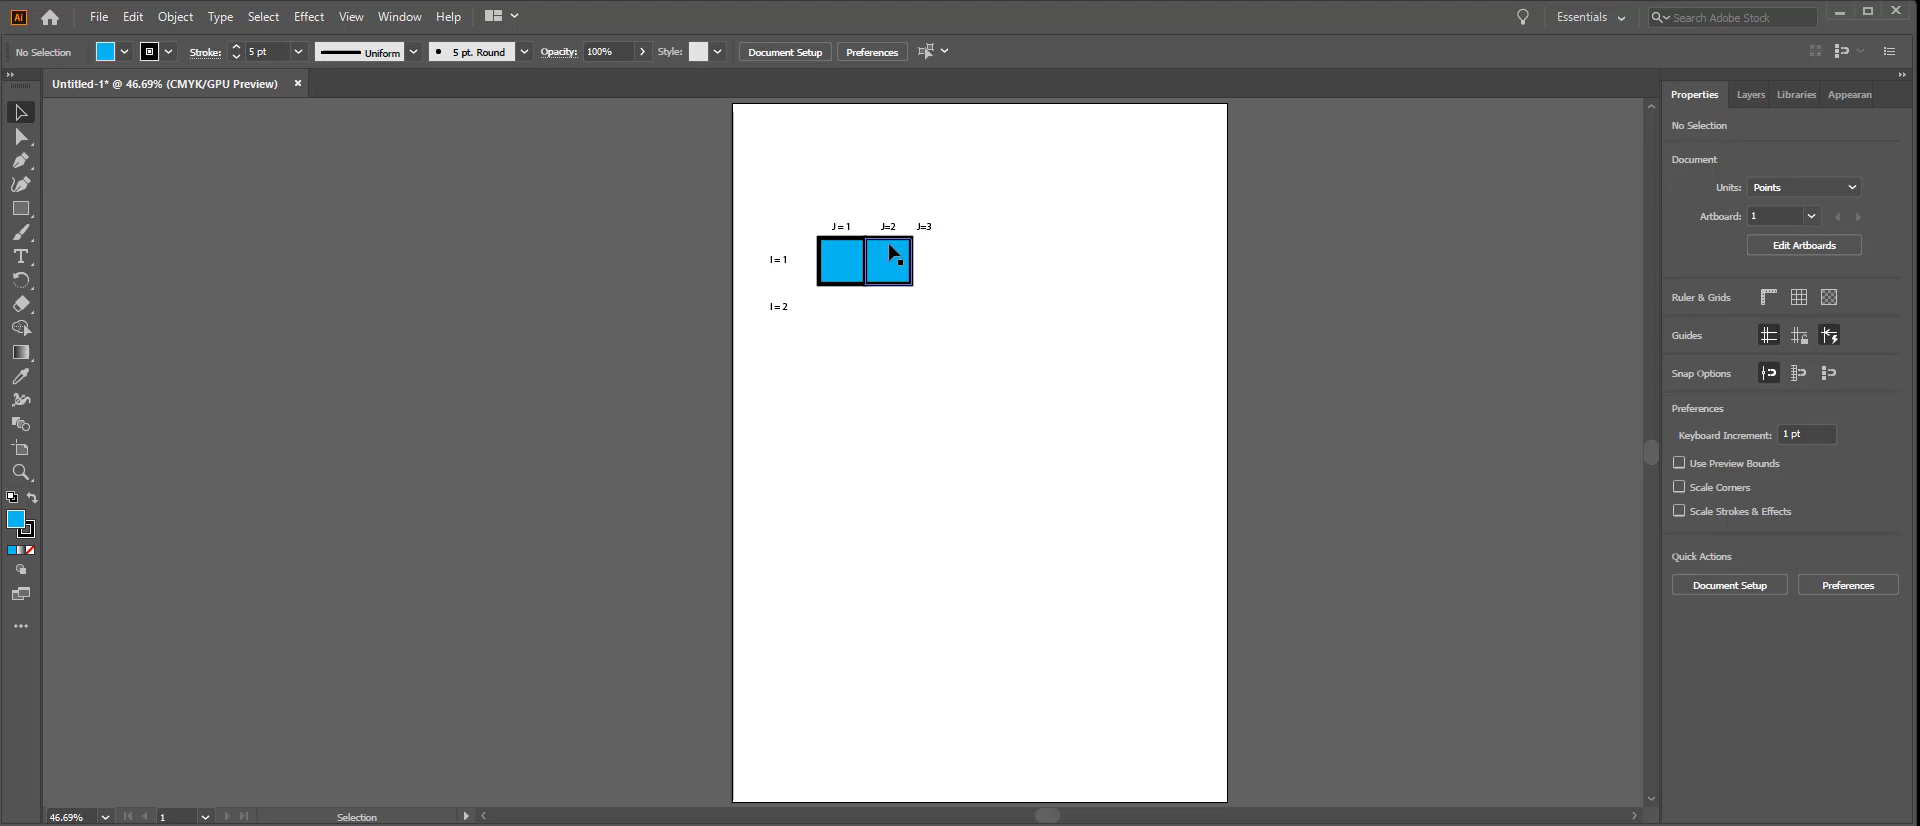 Ai File Edit Object Type Select Effect View Window Help Essentials Search Adobe Stock
No Selection Stroke: 5 pt Uniform 5 pt. Round Opacity: 100% Style: Document Setup Preferences
Untitled-1* @ 46.69% (CMYK/GPU Preview)
Properties Layers Libraries Appearan
No Selection
Document
Units: Points
Artboard: 1
Edit Artboards
J = 1 J=2 J=3
I = 1
I = 2
Ruler & Grids
Guides
Snap Options
Preferences
Keyboard Increment: 1 pt
Use Preview Bounds
Scale Corners
Scale Strokes & Effects
Quick Actions
Document Setup Preferences
46.69% 1 Selection